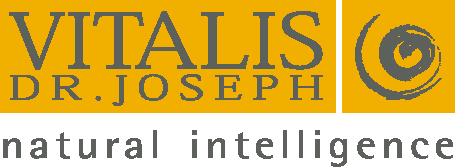 VITALIS
DR. JOSEPH
natural intelligence